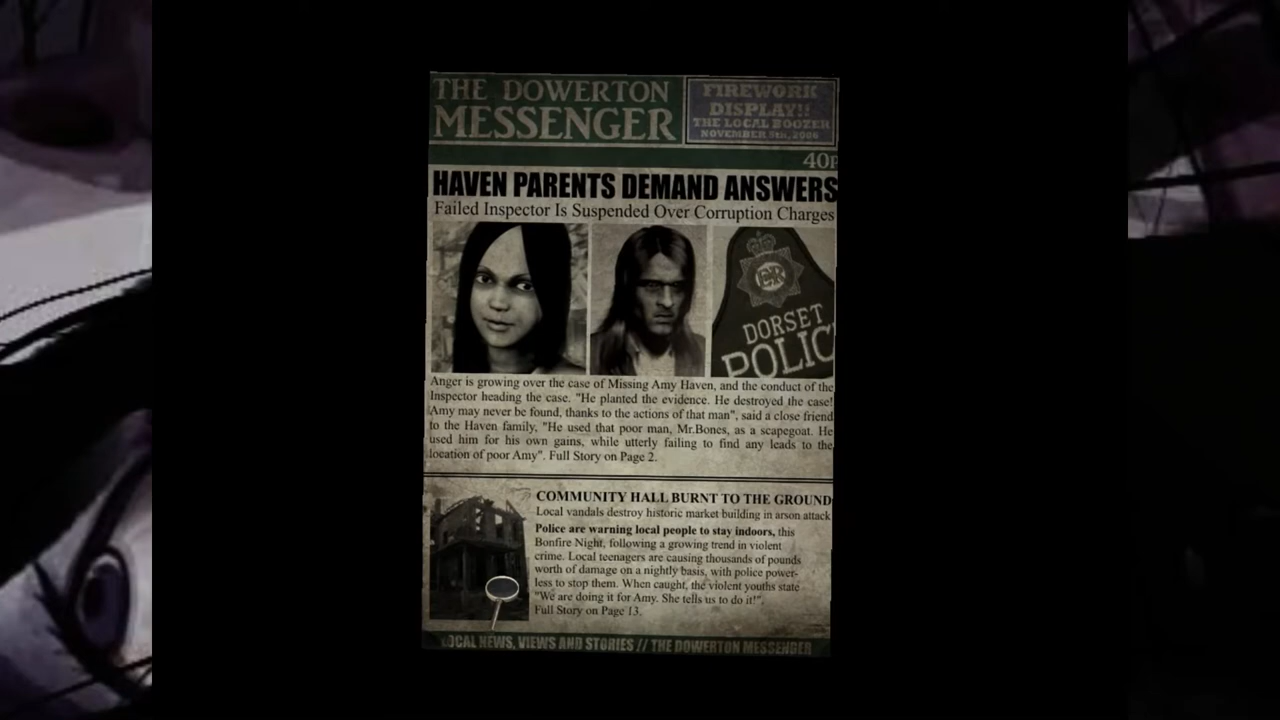 THE DOWERTON
MESSENGER
FIREWORK
DISPLAY!!
THE LOCAL BOOZER
NOVEMBER 5th, 2006
40P
HAVEN PARENTS DEMAND ANSWERS
Failed Inspector Is Suspended Over Corruption Charges
E R
DORSET
POLIC
Anger is growing over the case of Missing Amy Haven, and the conduct of the
Inspector heading the case. "He planted the evidence. He destroyed the case!
Amy may never be found, thanks to the actions of that man", said a close friend
to the Haven family, "He used that poor man, Mr.Bones, as a scapegoat. He
used him for his own gains, while utterly failing to find any leads to the
location of poor Amy". Full Story on Page 2.
COMMUNITY HALL BURNT TO THE GROUND
Local vandals destroy historic market building in arson attack
Police are warning local people to stay indoors, this
Bonfire Night, following a growing trend in violent
crime. Local teenagers are causing thousands of pounds
worth of damage on a nightly basis, with police power-
less to stop them. When caught, the violent youths state
"We are doing it for Amy. She tells us to do it!".
Full Story on Page 13.
LOCAL NEWS, VIEWS AND STORIES // THE DOWERTON MESSENGER